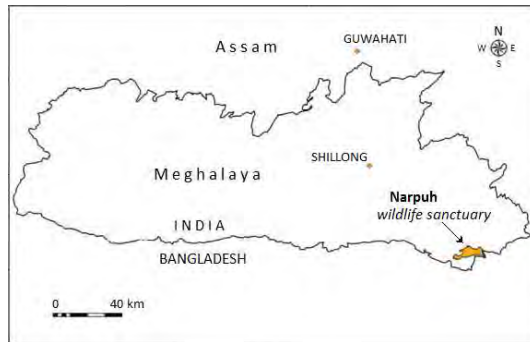 N
W E
S
GUWAHATI
Assam
SHILLONG
Meghalaya
Narpuh
wildlife sanctuary
INDIA
BANGLADESH
0 40 km